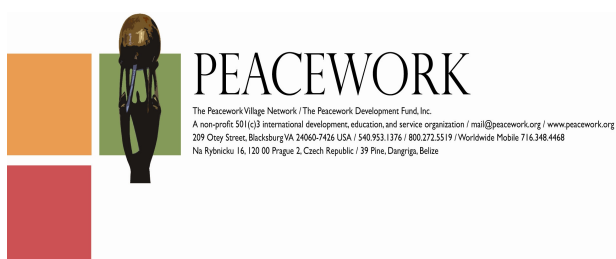 PEACEWORK
The Peacework Village Network / The Peacework Development Fund, Inc.
A non-profit 501(c)3 international development, education, and service organization / mail@peacework.org / www.peacework.org
209 Otey Street, Blacksburg VA 24060-7426 USA / 540.953.1376 / 800.272.5519 / Worldwide Mobile 716.348.4468
Na Rybnicku 16, 120 00 Prague 2, Czech Republic / 39 Pine, Dangriga, Belize